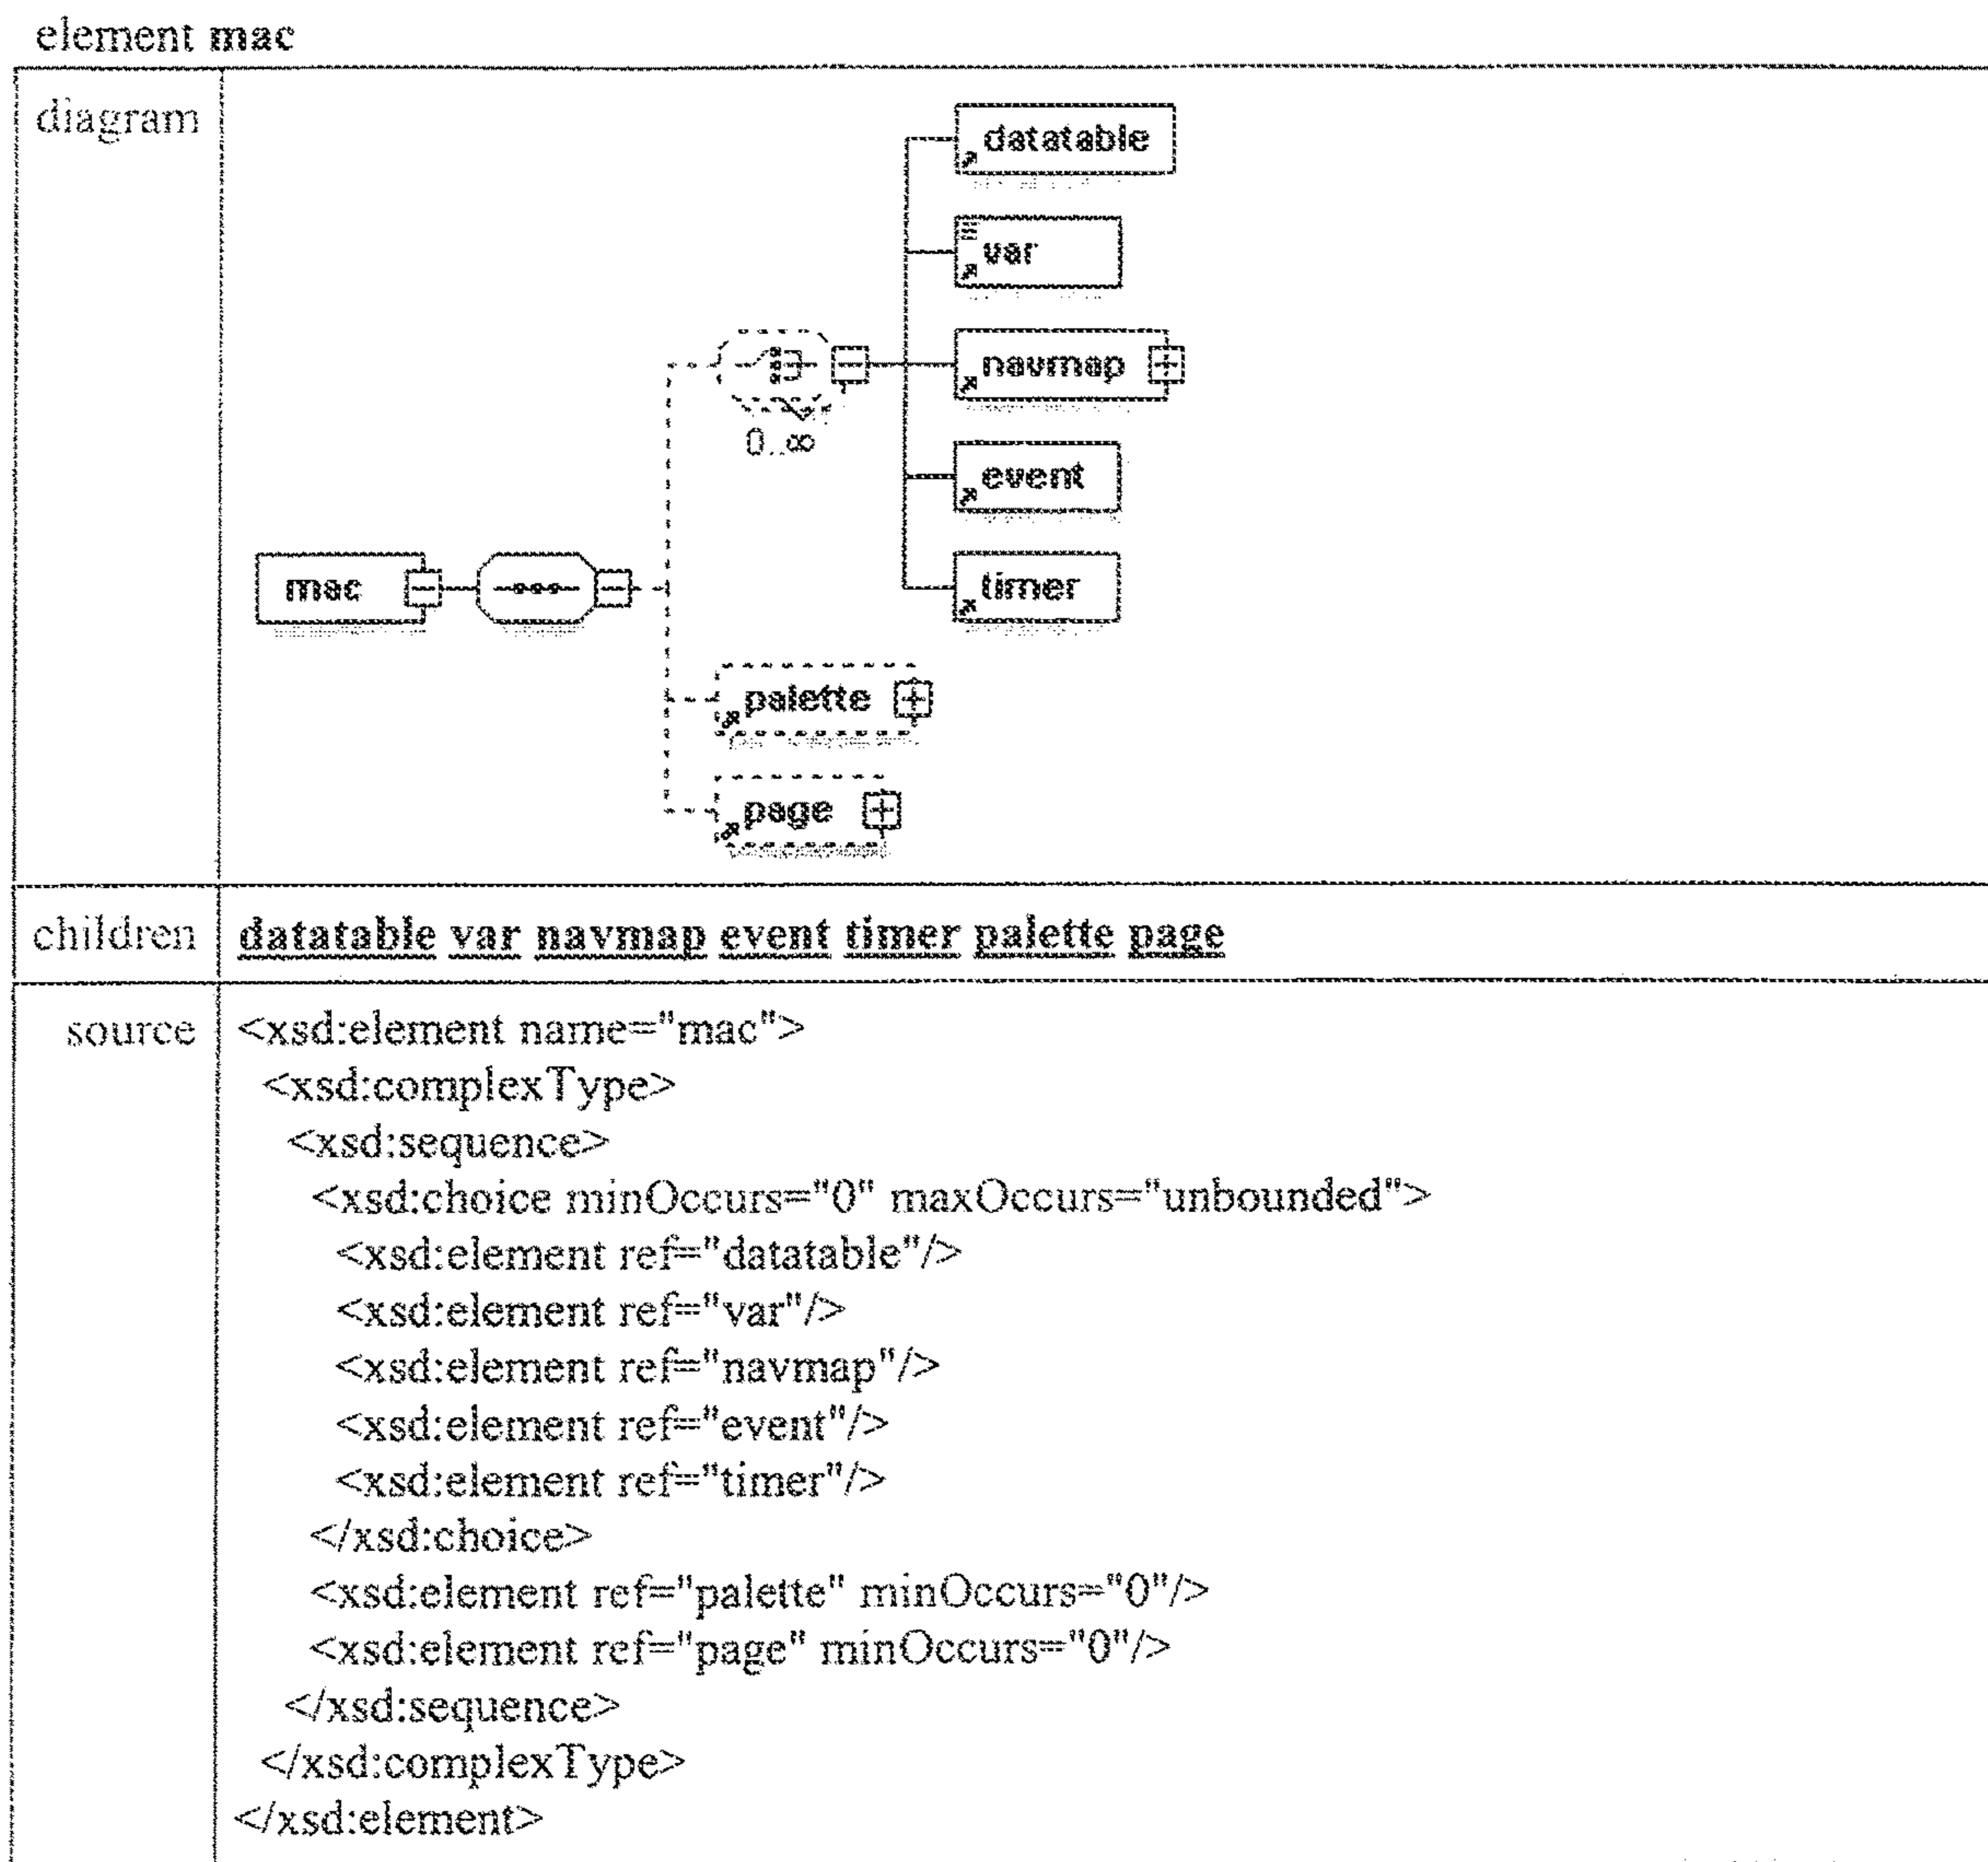 element mac
diagram
datatable
var
navmap
0..∞
event
mac
timer
palette
page
children datatable var navmap event timer palette page
source <xsd:element name="mac">
<xsd:complexType>
<xsd:sequence>
<xsd:choice minOccurs="0" maxOccurs="unbounded">
<xsd:element ref="datatable"/>
<xsd:element ref="var"/>
<xsd:element ref="navmap"/>
<xsd:element ref="event"/>
<xsd:element ref="timer"/>
</xsd:choice>
<xsd:element ref="palette" minOccurs="0"/>
<xsd:element ref="page" minOccurs="0"/>
</xsd:sequence>
</xsd:complexType>
</xsd:element>